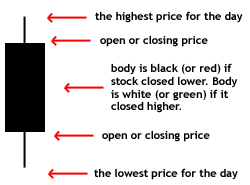 the highest price for the day
open or closing price
body is black (or red) if
stock closed lower. Body
is white (or green) if it
closed higher.
open or closing price
the lowest price for the day